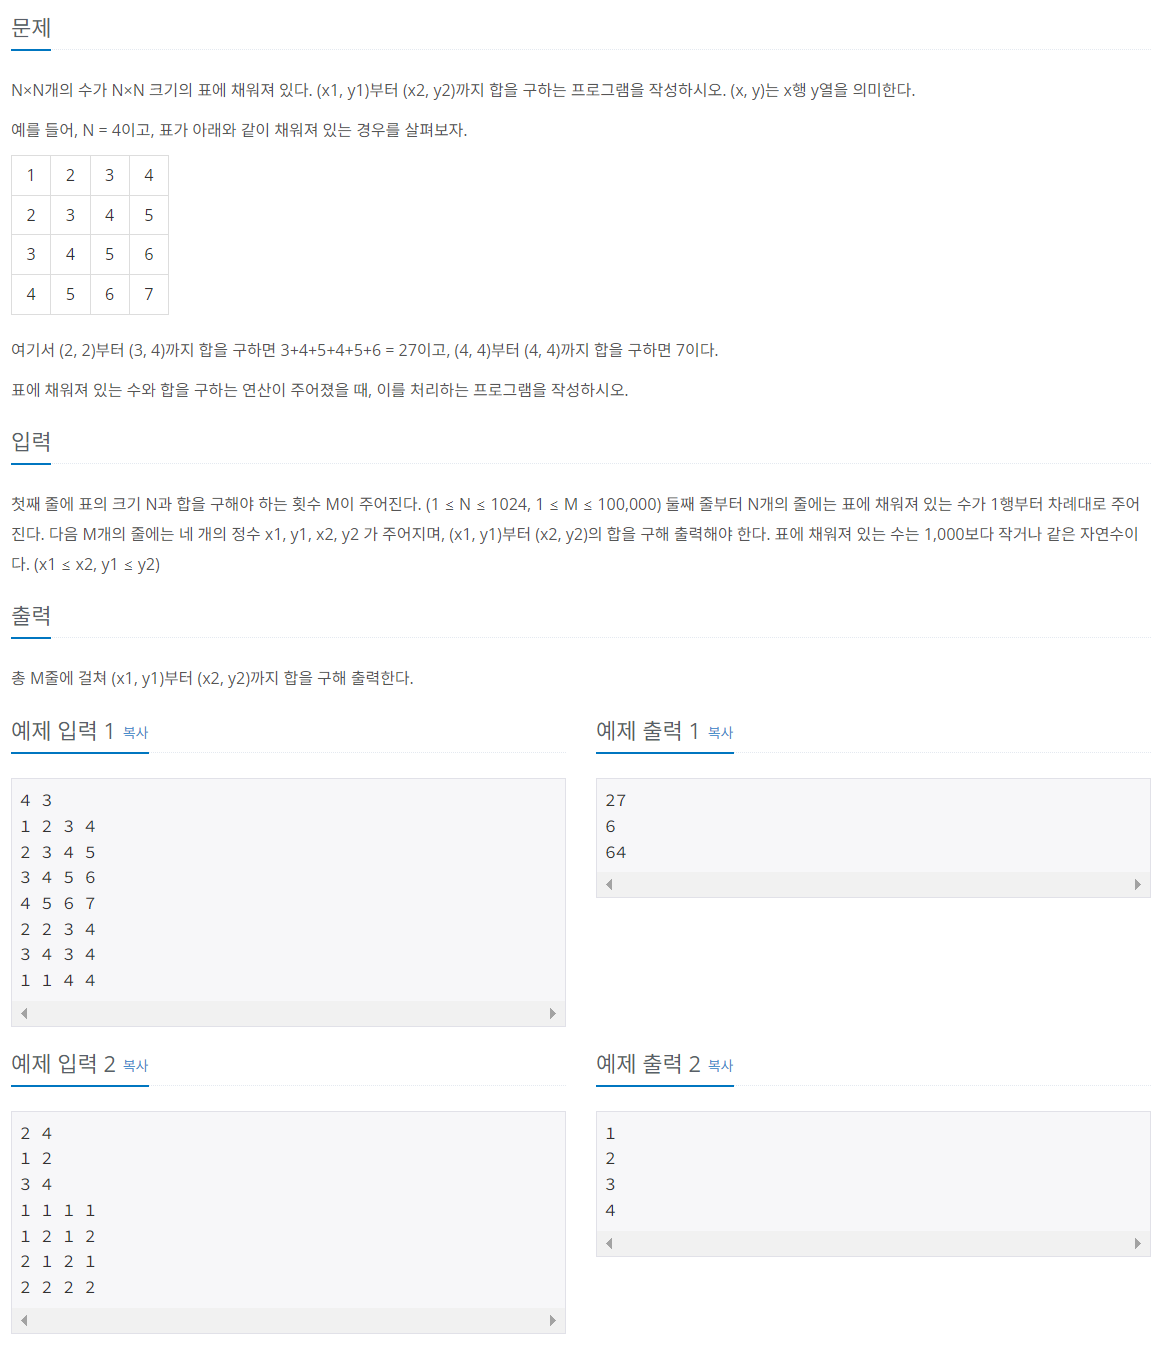 문제
N×N개의 수가 N×N 크기의 표에 채워져 있다. (x1, y1)부터 (x2, y2)까지 합을 구하는 프로그램을 작성하시오. (x, y)는 x행 y열을 의미한다.
예를 들어, N = 4이고, 표가 아래와 같이 채워져 있는 경우를 살펴보자.
1 2 3 4
2 3 4 5
3 4 5 6
4 5 6 7
여기서 (2, 2)부터 (3, 4)까지 합을 구하면 3+4+5+4+5+6 = 27이고, (4, 4)부터 (4, 4)까지 합을 구하면 7이다.
표에 채워져 있는 수와 합을 구하는 연산이 주어졌을 때, 이를 처리하는 프로그램을 작성하시오.
입력
첫째 줄에 표의 크기 N과 합을 구해야 하는 횟수 M이 주어진다. (1 ≤ N ≤ 1024, 1 ≤ M ≤ 100,000) 둘째 줄부터 N개의 줄에는 표에 채워져 있는 수가 1행부터 차례대로 주어
진다. 다음 M개의 줄에는 네 개의 정수 x1, y1, x2, y2 가 주어지며, (x1, y1)부터 (x2, y2)의 합을 구해 출력해야 한다. 표에 채워져 있는 수는 1,000보다 작거나 같은 자연수이
다. (x1 ≤ x2, y1 ≤ y2)
출력
총 M줄에 걸쳐 (x1, y1)부터 (x2, y2)까지 합을 구해 출력한다.
예제 입력 1 복사
4 3
1 2 3 4
2 3 4 5
3 4 5 6
4 5 6 7
2 2 3 4
3 4 3 4
1 1 4 4
예제 출력 1 복사
27
6
64
예제 입력 2 복사
2 4
1 2
3 4
1 1 1 1
1 2 1 2
2 1 2 1
2 2 2 2
예제 출력 2 복사
1
2
3
4